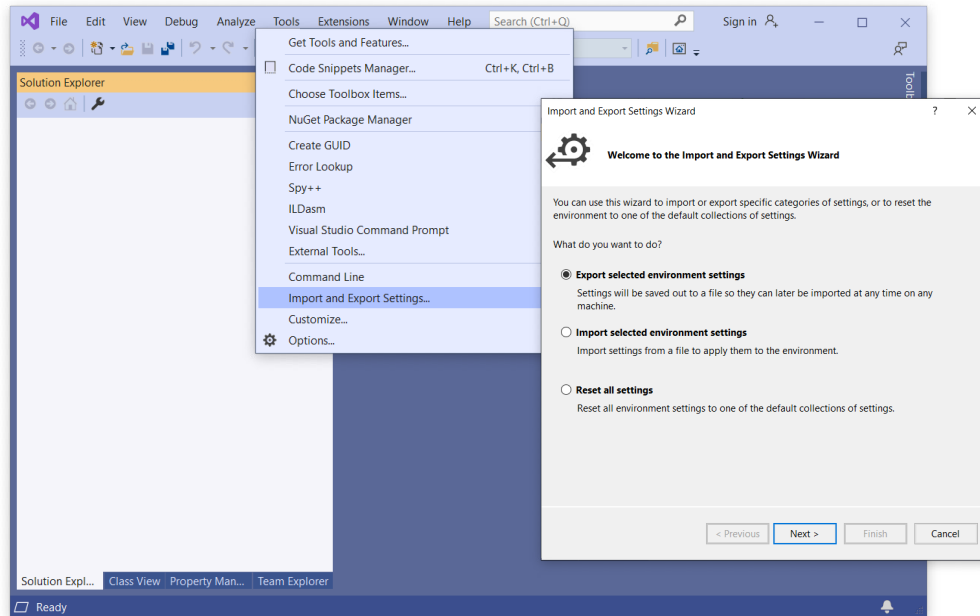 File Edit View Debug Analyze Tools Extensions Window Help Search (Ctrl+Q) Sign in
Solution Explorer
Get Tools and Features...
Code Snippets Manager... Ctrl+K, Ctrl+B
Choose Toolbox Items...
NuGet Package Manager
Create GUID
Error Lookup
Spy++
ILDasm
Visual Studio Command Prompt
External Tools...
Command Line
Import and Export Settings...
Customize...
Options...
Import and Export Settings Wizard ?
Welcome to the Import and Export Settings Wizard
You can use this wizard to import or export specific categories of settings, or to reset the
environment to one of the default collections of settings.
What do you want to do?
Export selected environment settings
Settings will be saved out to a file so they can later be imported at any time on any
machine.
Import selected environment settings
Import settings from a file to apply them to the environment.
Reset all settings
Reset all environment settings to one of the default collections of settings.
< Previous Next > Finish Cancel
Solution Expl... Class View Property Man... Team Explorer
Ready